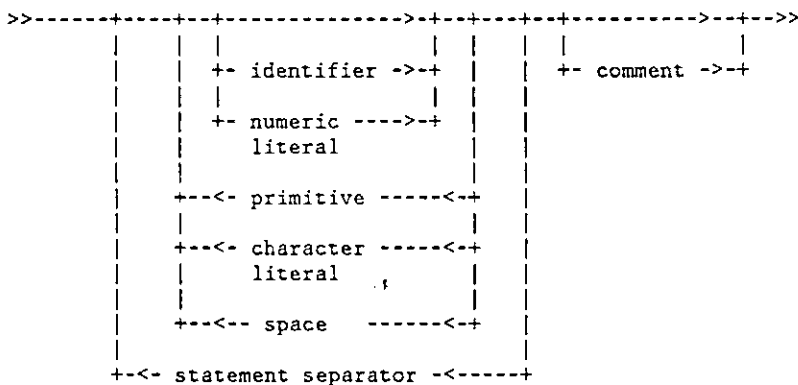 identifier
comment
numeric
literal
primitive
character
literal
space
statement separator